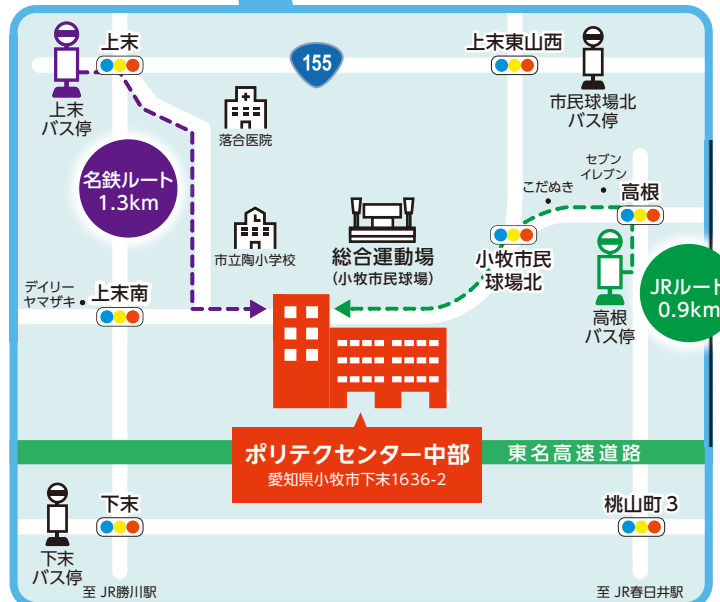 上末
155
上末東山西
上末
バス停
落合医院
市民球場北
バス停
名鉄ルート
1.3km
セブン
イレブン
こだぬき
高根
市立陶小学校
総合運動場
(小牧市民球場)
小牧市民
球場北
デイリー
ヤマザキ
上末南
高根
バス停
JRルート
0.9km
ポリテクセンター中部
愛知県小牧市下末1636-2
東名高速道路
下末
桃山町3
下末
バス停
至 JR勝川駅
至 JR春日井駅